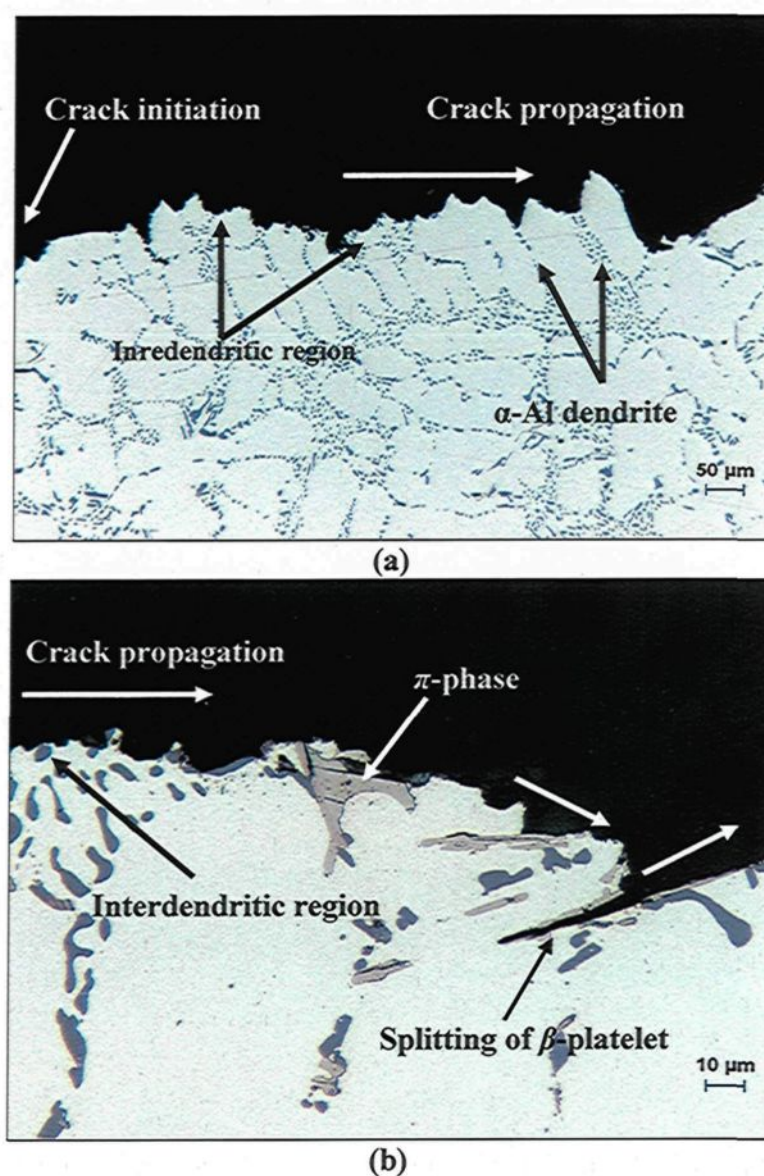 Crack initiation
Crack propagation
Inredendritic region
α-Al dendrite
50 μm
(a)
Crack propagation
π-phase
Interdendritic region
Splitting of β-platelet
10 μm
(b)